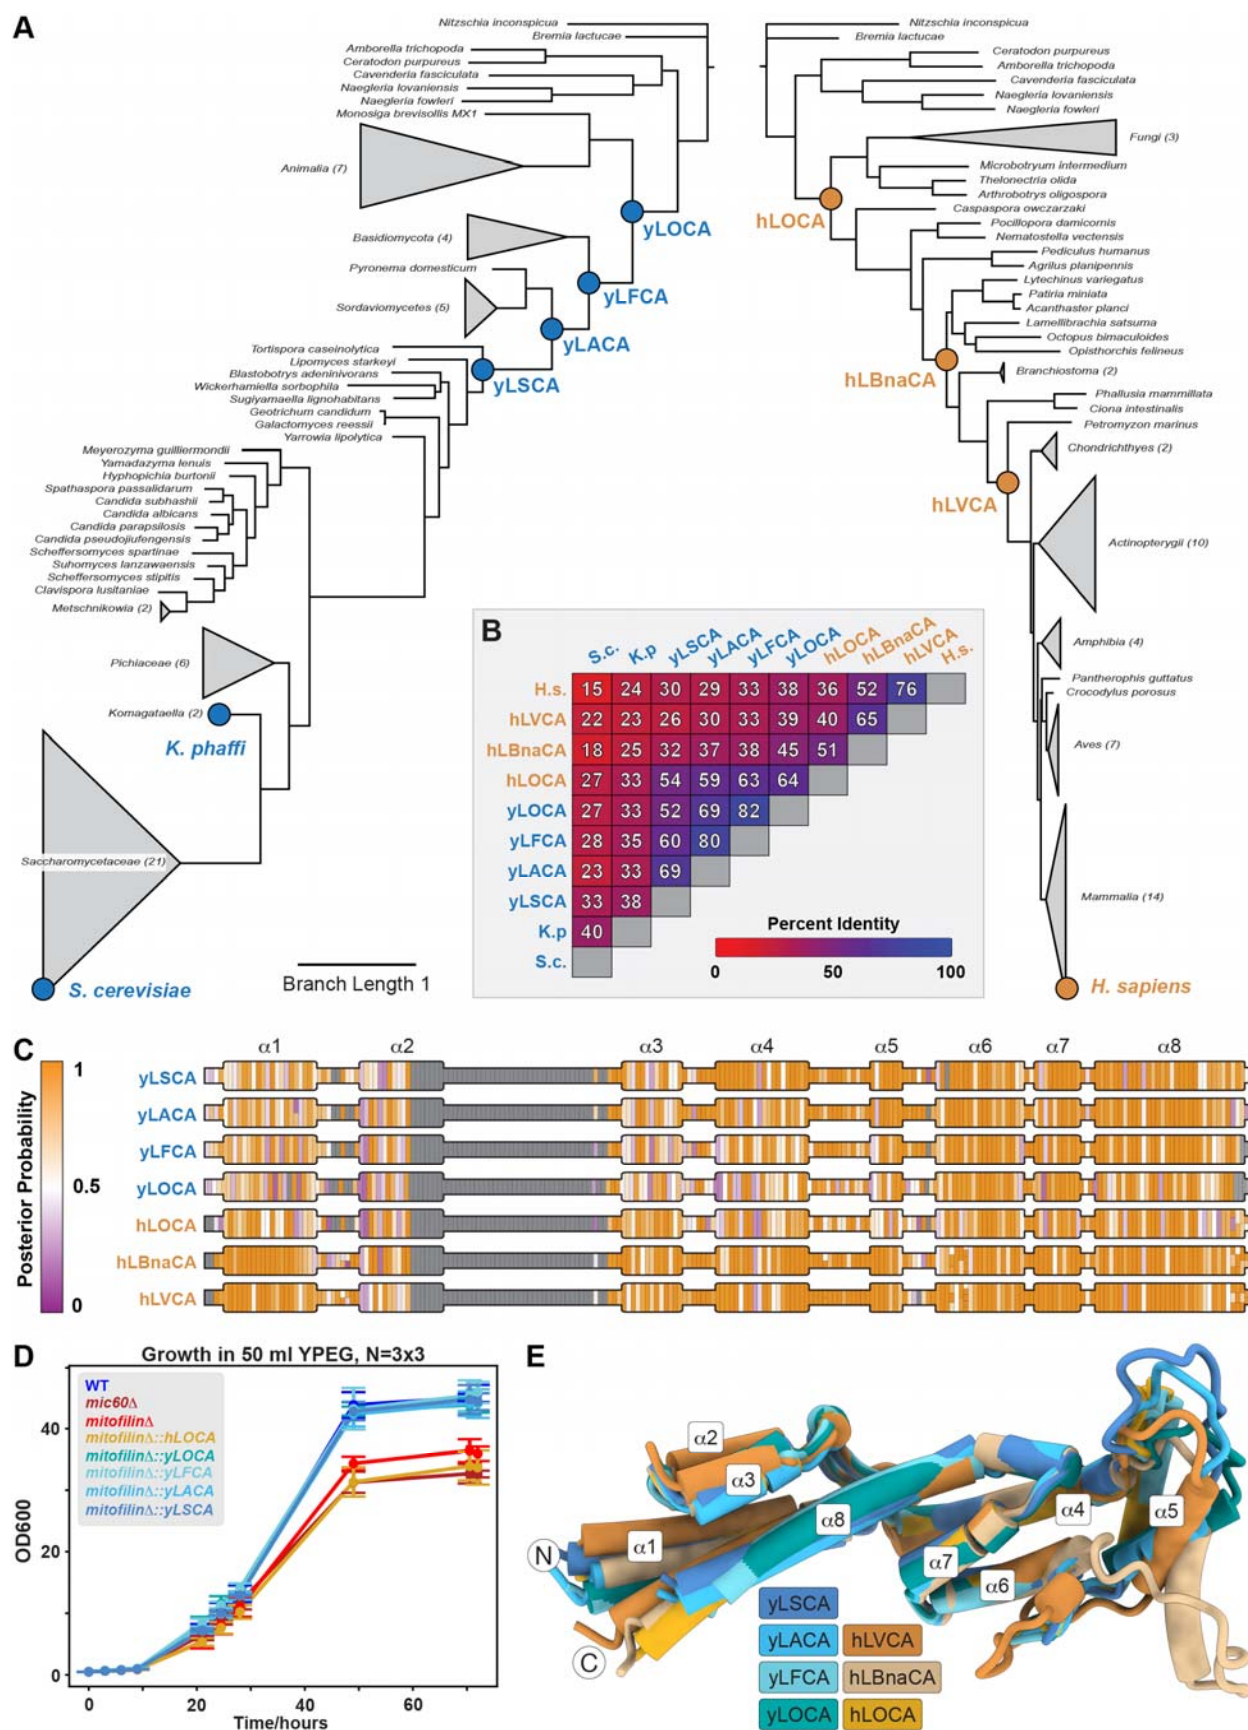 A
Nitzschia inconspicua
Bremia lactucae
Amborella trichopoda
Ceratodon purpureus
Cavenderia fasciculata
Naegleria lovaniensis
Naegleria fowleri
Monosiga brevisollis MX1
Animalia (7)
yLOCA
Basidiomycota (4)
Pyronema domesticum
yLFCA
Sordaviomycetes (5)
yLACA
Tortispora caseinolytica
Lipomyces starkeyi
Blastobotrys adeninivorans
yLSCA
Wickerhamiella sorbophila
Sugiyamaella lignohabitans
Geotrichum candidum
Galactomyces reessii
Yarrowia lipolytica
Meyerozyma guilliermondii
Yamadazyma lenuis
Hyphopichia burtonii
Spathaspora passalidarum
Candida subhashii
Candida albicans
Candida parapsilosis
Candida pseudojiufengensis
Scheffersomyces spartinae
Suhomyces lanzawaensis
Scheffersomyces stipitis
Clavispora lusitaniae
Metschnikowia (2)
Pichiaceae (6)
Komagataella (2)
K. phaffi
Saccharomycetaceae (21)
S. cerevisiae
Branch Length 1
Nitzschia inconspicua
Bremia lactucae
Ceratodon purpureus
Amborella trichopoda
Cavenderia fasciculata
Naegleria lovaniensis
Naegleria fowleri
Fungi (3)
Microbotryum intermedium
Thelonectria olida
Arthrobotrys oligospora
hLOCA
Caspaspora owczarzaki
Pocillopora damicornis
Nematostella vectensis
Pediculus humanus
Agrilus planipennis
Lytechinus variegatus
Patiria miniata
Acanthaster planci
Lamellibrachia satsuma
Octopus bimaculoides
Opisthorchis felineus
hLBnaCA
Branchiostoma (2)
Phallusia mammillata
Ciona intestinalis
Petromyzon marinus
Chondrichthyes (2)
hLVCA
Actinopterygii (10)
Amphibia (4)
Pantherophis guttatus
Crocodylus porosus
Aves (7)
Mammalia (14)
H. sapiens
B
S.c. K.p yLSCA yLACA yLFCA yLOCA hLOCA hLBnaCA hLVCA H.s.
H.s. 15 24 30 29 33 38 36 52 76
hLVCA 22 23 26 30 33 39 40 65
hLBnaCA 18 25 32 37 38 45 51
hLOCA 27 33 54 59 63 64
yLOCA 27 33 52 69 82
yLFCA 28 35 60 80
yLACA 23 33 69
yLSCA 33 38
K.p 40
S.c.
Percent Identity
0 50 100
C
α1 α2 α3 α4 α5 α6 α7 α8
Posterior Probability
1
0.5
0
yLSCA
yLACA
yLFCA
yLOCA
hLOCA
hLBnaCA
hLVCA
D
Growth in 50 ml YPEG, N=3x3
WT
mic60Δ
mitofilinΔ
mitofilinΔ::hLOCA
mitofilinΔ::yLOCA
mitofilinΔ::yLFCA
mitofilinΔ::yLACA
mitofilinΔ::yLSCA
OD600
40
20
0
0 20 40 60
Time/hours
E
α2
α3
α8
α4
α5
α1
N
α7
α6
C
yLSCA
yLACA hLVCA
yLFCA hLBnaCA
yLOCA hLOCA